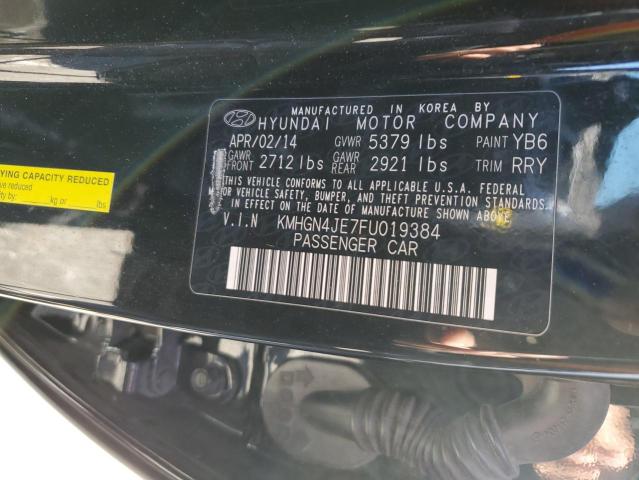 MANUFACTURED IN KOREA BY
HYUNDAI MOTOR COMPANY
APR/02/14 GVWR 5379 lbs PAINT YB6
GAWR FRONT 2712 lbs GAWR REAR 2921 lbs TRIM RRY
THIS VEHICLE CONFORMS TO ALL APPLICABLE U.S.A. FEDERAL
MOTOR VEHICLE SAFETY, BUMPER, AND THEFT PREVENTION STANDARDS
IN EFFECT ON THE DATE OF MANUFACTURE SHOWN ABOVE.
V.I.N KMHGN4JE7FU019384
PASSENGER CAR
YING CAPACITY REDUCED
ve reduced
by kg or lbs